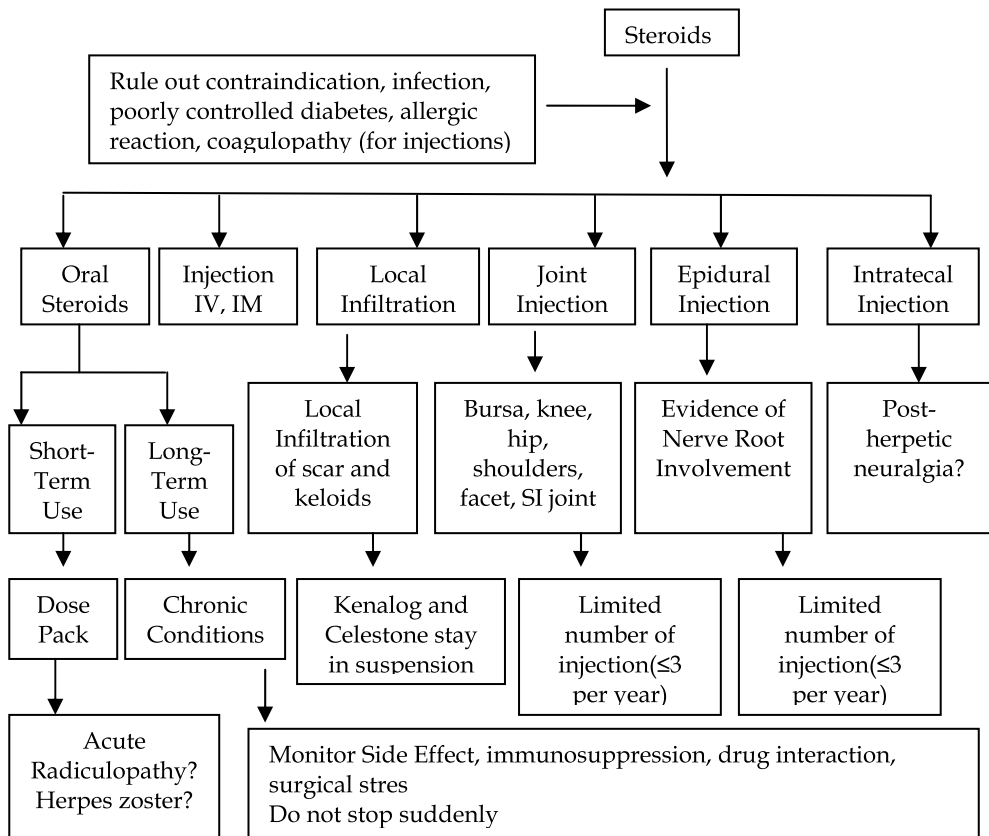 Steroids
Rule out contraindication, infection,
poorly controlled diabetes, allergic
reaction, coagulopathy (for injections)
Oral
Steroids
Injection
IV, IM
Local
Infiltration
Joint
Injection
Epidural
Injection
Intratecal
Injection
Short-
Term
Use
Long-
Term
Use
Local
Infiltration
of scar and
keloids
Bursa, knee,
hip,
shoulders,
facet, SI joint
Evidence of
Nerve Root
Involvement
Post-
herpetic
neuralgia?
Dose
Pack
Chronic
Conditions
Kenalog and
Celestone stay
in suspension
Limited
number of
injection(≤3
per year)
Limited
number of
injection(≤3
per year)
Acute
Radiculopathy?
Herpes zoster?
Monitor Side Effect, immunosuppression, drug interaction,
surgical stres
Do not stop suddenly